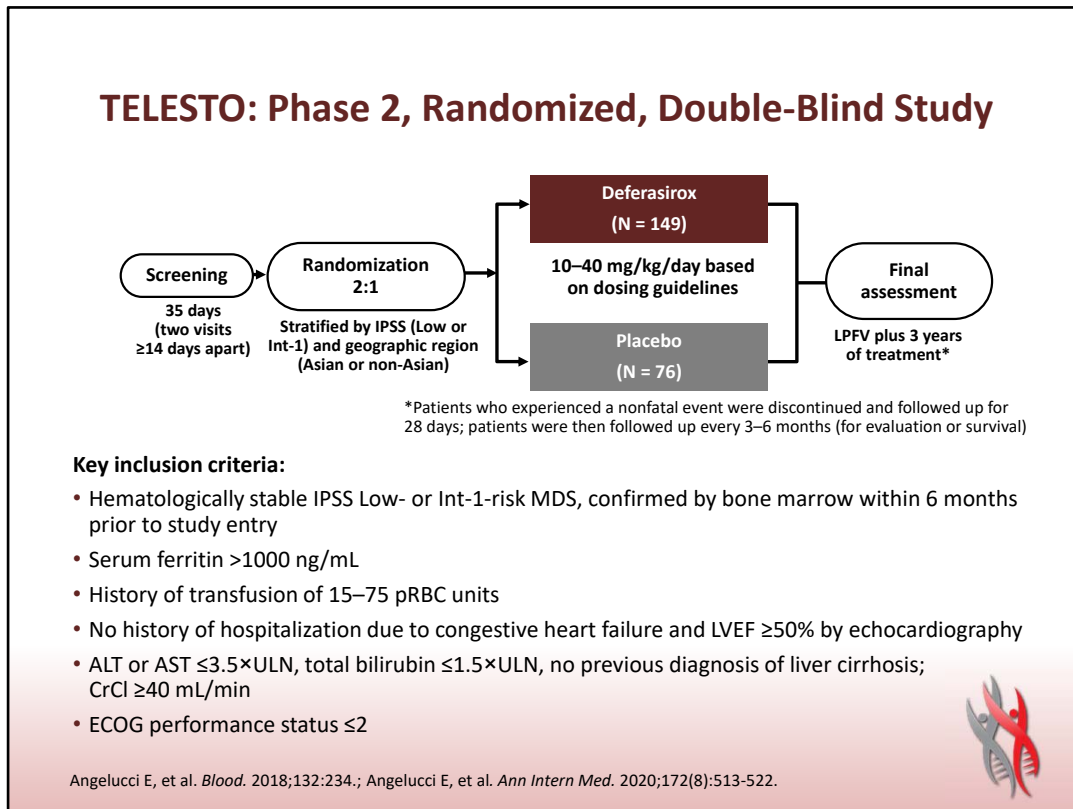 TELESTO: Phase 2, Randomized, Double-Blind Study
Screening
35 days
(two visits
≥14 days apart)
Randomization
2:1
Stratified by IPSS (Low or
Int-1) and geographic region
(Asian or non-Asian)
Deferasirox
(N = 149)
10–40 mg/kg/day based
on dosing guidelines
Placebo
(N = 76)
Final
assessment
LPFV plus 3 years
of treatment*
*Patients who experienced a nonfatal event were discontinued and followed up for
28 days; patients were then followed up every 3–6 months (for evaluation or survival)
Key inclusion criteria:
• Hematologically stable IPSS Low- or Int-1-risk MDS, confirmed by bone marrow within 6 months
prior to study entry
• Serum ferritin >1000 ng/mL
• History of transfusion of 15–75 pRBC units
• No history of hospitalization due to congestive heart failure and LVEF ≥50% by echocardiography
• ALT or AST ≤3.5×ULN, total bilirubin ≤1.5×ULN, no previous diagnosis of liver cirrhosis;
CrCl ≥40 mL/min
• ECOG performance status ≤2
Angelucci E, et al. Blood. 2018;132:234.; Angelucci E, et al. Ann Intern Med. 2020;172(8):513-522.